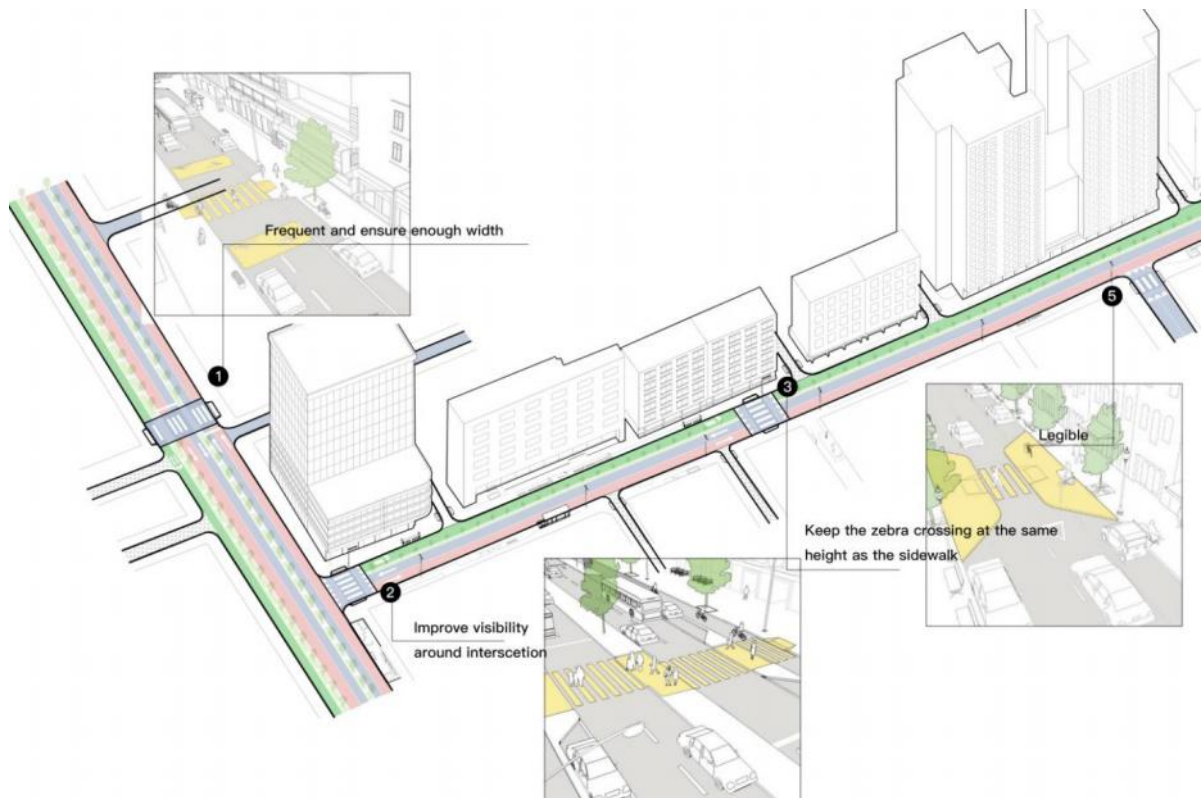 Frequent and ensure enough width
1
3
5
Legible
Keep the zebra crossing at the same
height as the sidewalk
2
Improve visibility
around interscetion